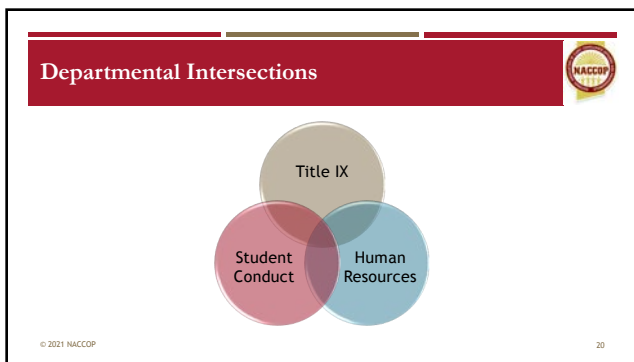 Departmental Intersections
NACCOP
Title IX
Student
Conduct
Human
Resources
© 2021 NACCOP
20